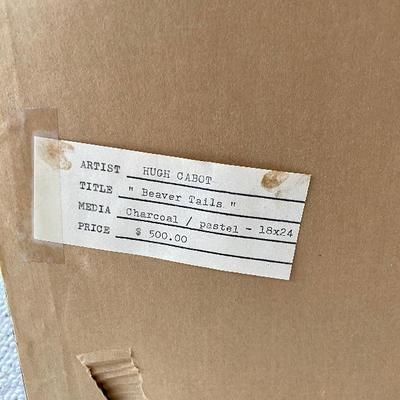 ARTIST HUGH CABOT
TITLE " Beaver Tails "
MEDIA Charcoal / pastel - 18x24
PRICE $ 500.00